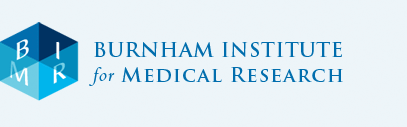 B I
M R
BURNHAM INSTITUTE
for MEDICAL RESEARCH